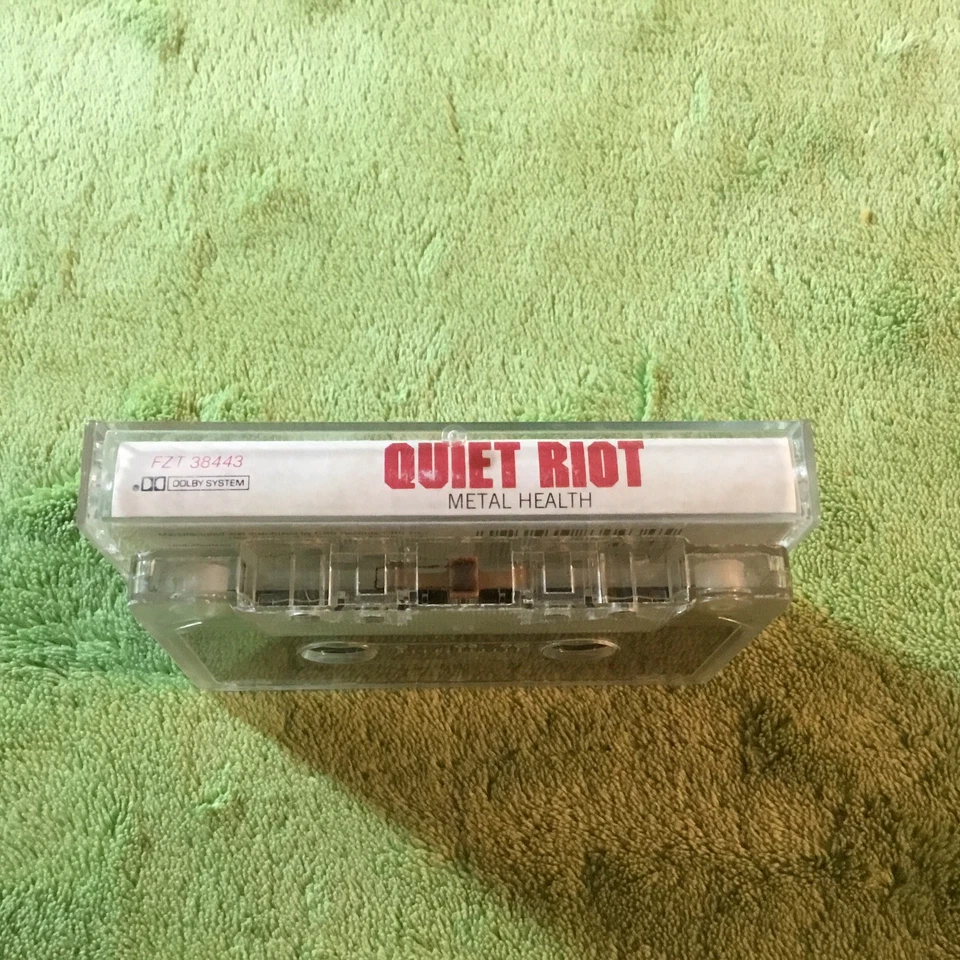 FZT 38443
DOLBY SYSTEM
QUIET RIOT
METAL HEALTH